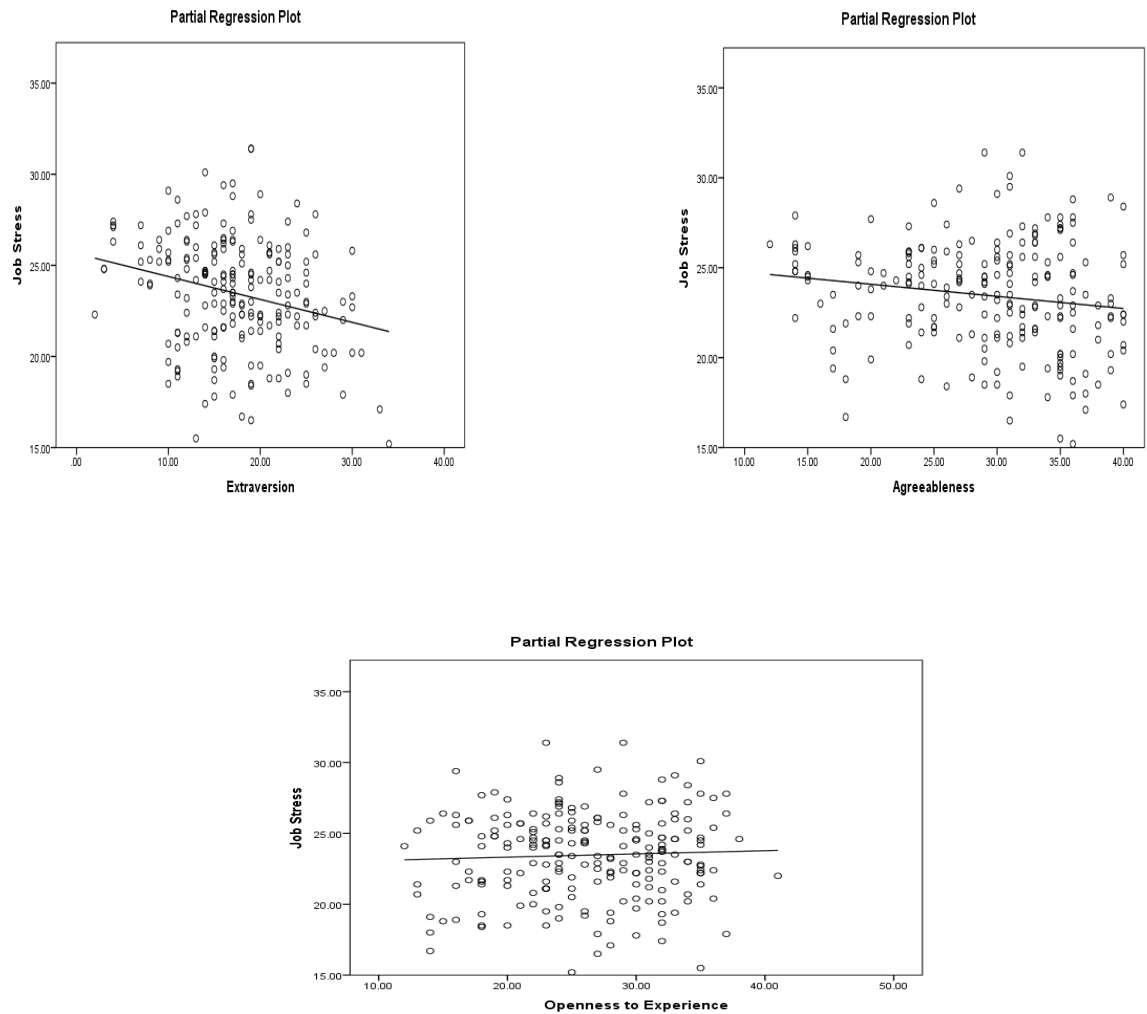 Partial Regression Plot
35.00
30.00
25.00
20.00
15.00
Job Stress
.00 10.00 20.00 30.00 40.00
Extraversion
Partial Regression Plot
35.00
30.00
25.00
20.00
15.00
Job Stress
10.00 15.00 20.00 25.00 30.00 35.00 40.00
Agreeableness
Partial Regression Plot
35.00
30.00
25.00
20.00
15.00
Job Stress
10.00 20.00 30.00 40.00 50.00
Openness to Experience